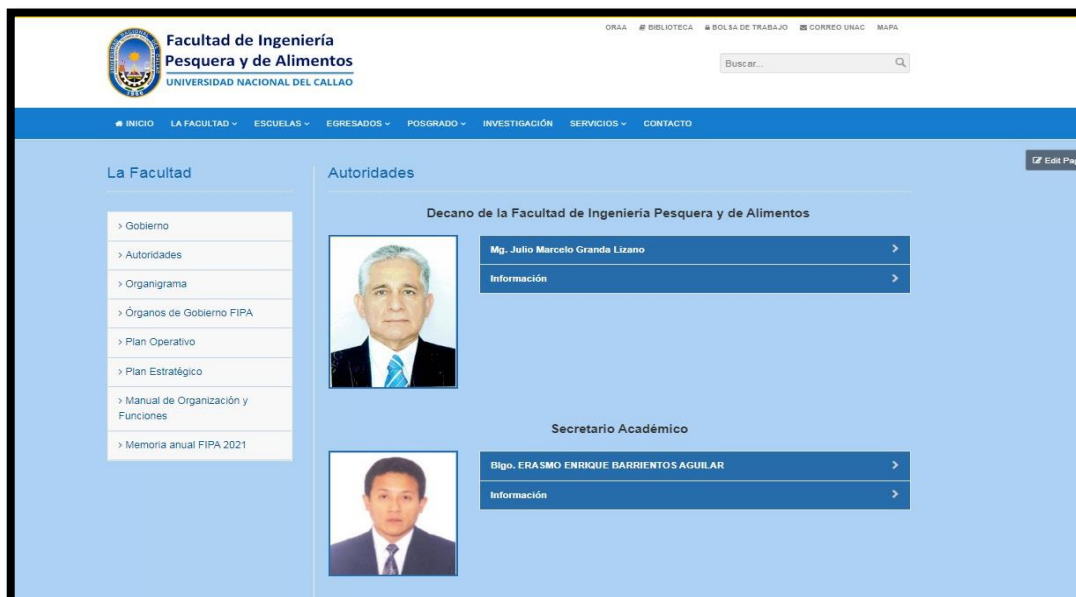 ORAA BIBLIOTECA BOLSA DE TRABAJO CORREO UNAC MAPA
Facultad de Ingeniería
Pesquera y de Alimentos
UNIVERSIDAD NACIONAL DEL CALLAO
Buscar...
INICIO LA FACULTAD ESCUELAS EGRESADOS POSGRADO INVESTIGACIÓN SERVICIOS CONTACTO
Edit Pag
La Facultad
> Gobierno
> Autoridades
> Organigrama
> Órganos de Gobierno FIPA
> Plan Operativo
> Plan Estratégico
> Manual de Organización y
Funciones
> Memoria anual FIPA 2021
Autoridades
Decano de la Facultad de Ingeniería Pesquera y de Alimentos
Mg. Julio Marcelo Granda Lizano
Información
Secretario Académico
Blgo. ERASMO ENRIQUE BARRIENTOS AGUILAR
Información